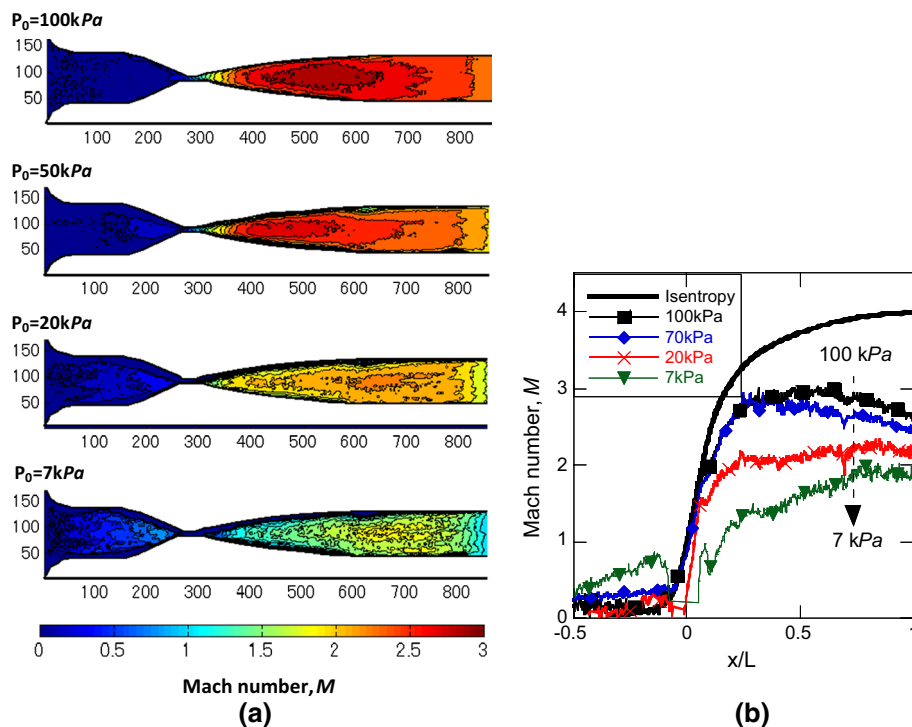 P0=100kPa
150
100
50
100 200 300 400 500 600 700 800
P0=50kPa
150
100
50
100 200 300 400 500 600 700 800
P0=20kPa
150
100
50
100 200 300 400 500 600 700 800
P0=7kPa
150
100
50
100 200 300 400 500 600 700 800
0 0.5 1 1.5 2 2.5 3
Mach number, M
(a)
Mach number, M
4
3
2
1
0
-0.5 0 0.5
x/L
Isentropy
100kPa
70kPa
20kPa
7kPa
100 kPa
7 kPa
(b)